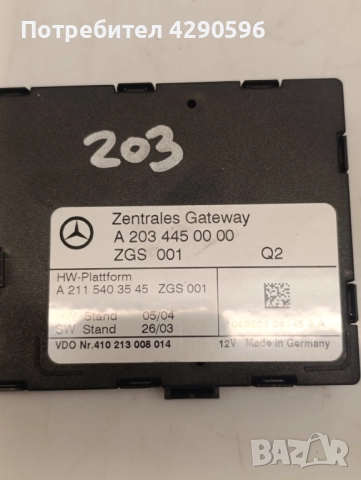 Потребител 4290596
203
Zentrales Gateway
A 203 445 00 00
ZGS 001 Q2
HW-Plattform
A 211 540 35 45 ZGS 001
Stand 05/04
SW Stand 26/03
VDO Nr.410 213 008 014 12V Made in Germany
bazar